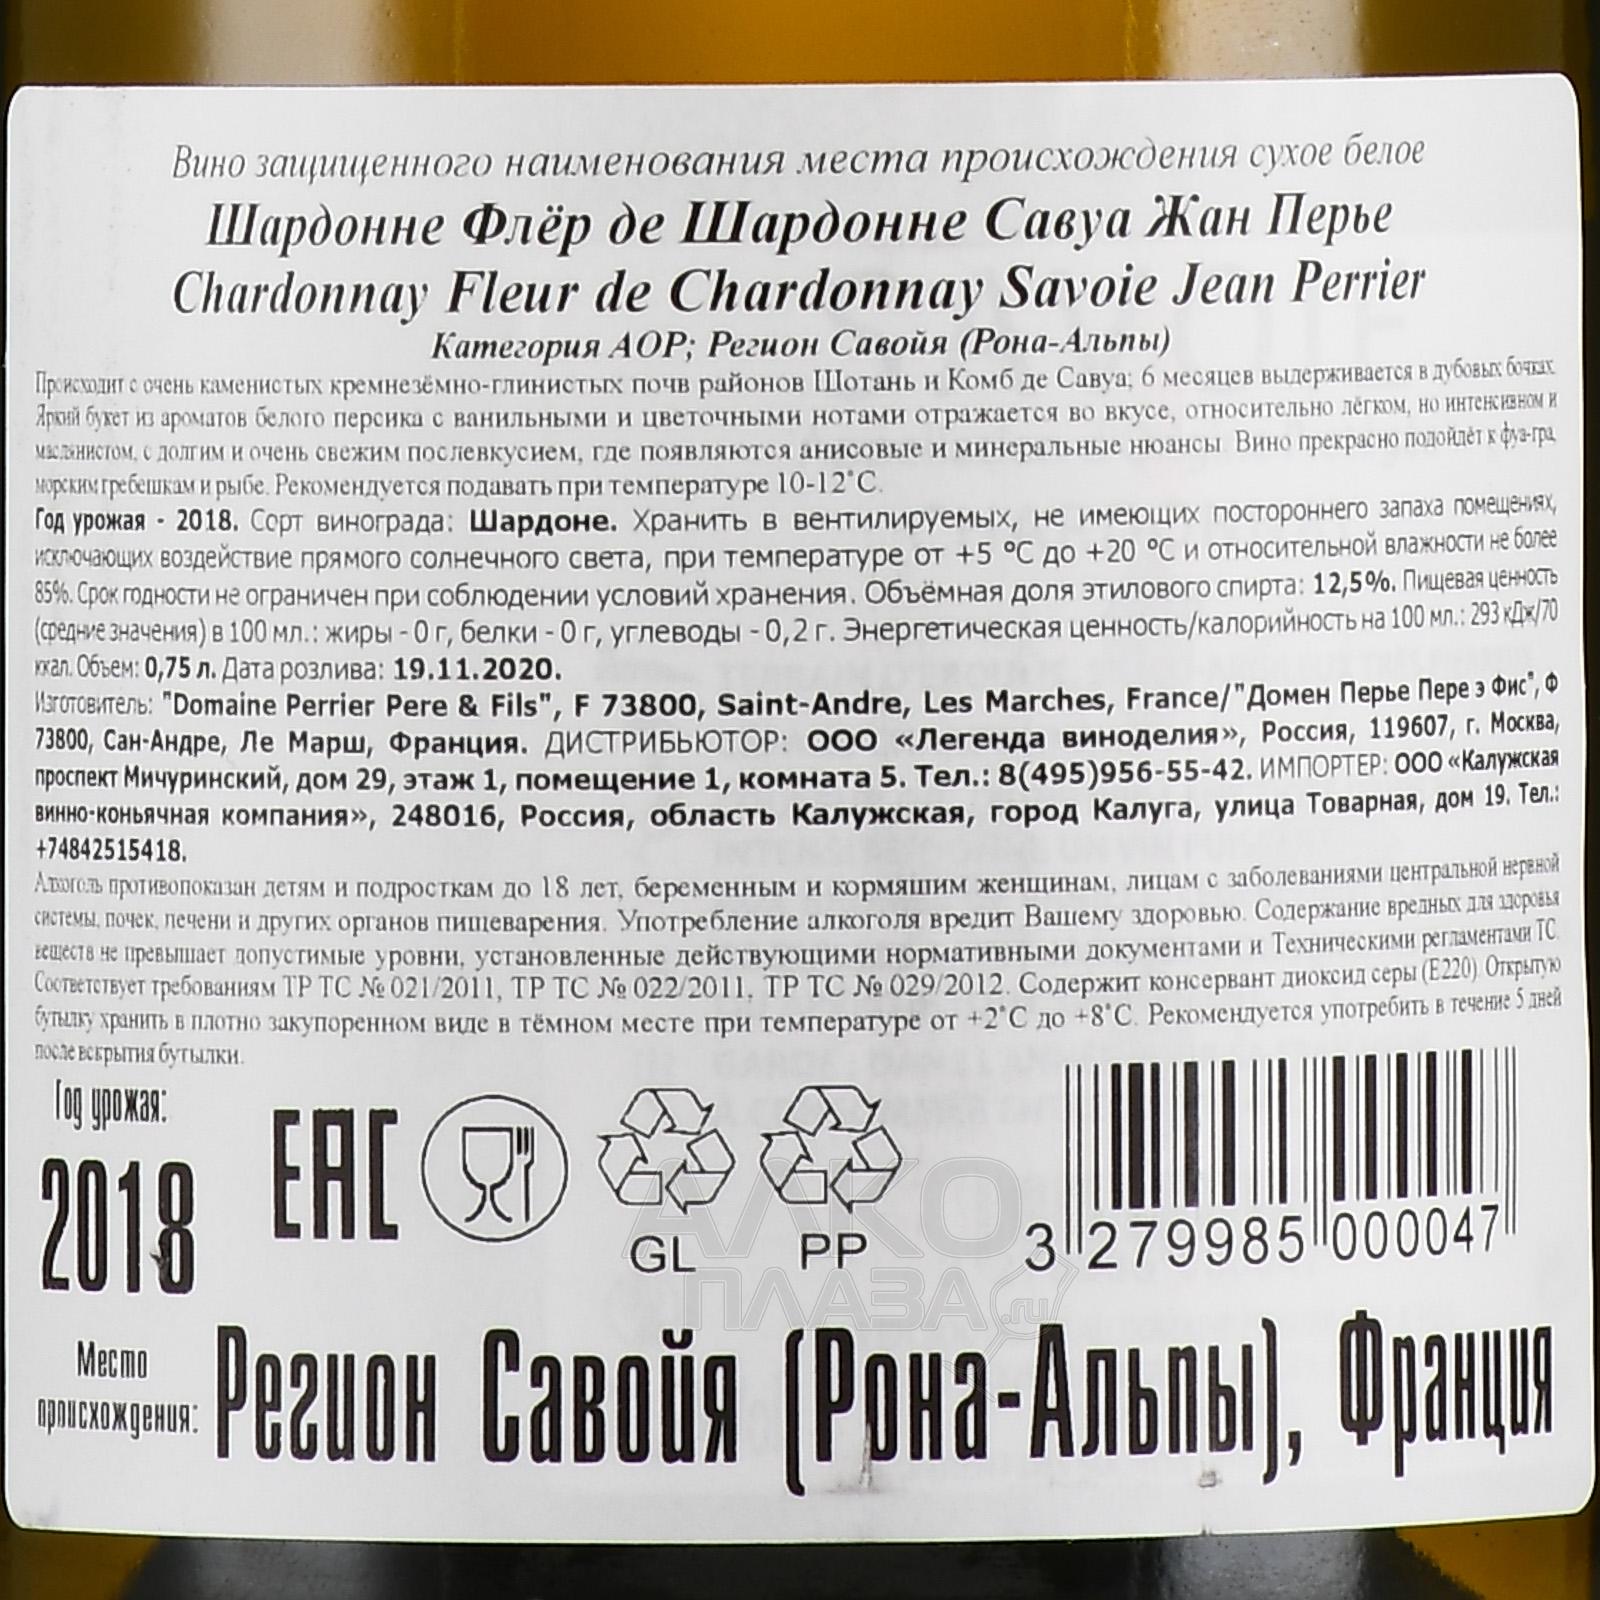 Вино защищенного наименования места происхождения сухое белое
Шардонне Флёр де Шардонне Савуа Жан Перье
Chardonnay Fleur de Chardonnay Savoie Jean Perrier
Категория АОР; Регион Савойя (Рона-Альпы)
Происходит с очень каменистых кремнезёмно-глинистых почв районов Шотань и Комб де Савуа; 6 месяцев выдерживается в дубовых бочках.
Яркий букет из ароматов белого персика с ванильными и цветочными нотами отражается во вкусе, относительно лёгком, но интенсивном и
маслянистом, с долгим и очень свежим послевкусием, где появляются анисовые и минеральные нюансы. Вино прекрасно подойдёт к фуа-гра,
морским гребешкам и рыбе. Рекомендуется подавать при температуре 10-12°С.
Год урожая - 2018. Сорт винограда: Шардоне. Хранить в вентилируемых, не имеющих постороннего запаха помещениях,
исключающих воздействие прямого солнечного света, при температуре от +5 °С до +20 °С и относительной влажности не более
85%. Срок годности не ограничен при соблюдении условий хранения. Объёмная доля этилового спирта: 12,5%. Пищевая ценность
(средние значения) в 100 мл.: жиры - 0 г, белки - 0 г, углеводы - 0,2 г. Энергетическая ценность/калорийность на 100 мл.: 293 кДж/70
ккал. Объем: 0,75 л. Дата розлива: 19.11.2020.
Изготовитель: "Domaine Perrier Pere & Fils", F 73800, Saint-Andre, Les Marches, France/"Домен Перье Пере э Фис", Ф
73800, Сан-Андре, Ле Марш, Франция. ДИСТРИБЬЮТОР: ООО «Легенда виноделия», Россия, 119607, г. Москва,
проспект Мичуринский, дом 29, этаж 1, помещение 1, комната 5. Тел.: 8(495)956-55-42. ИМПОРТЕР: ООО «Калужская
винно-коньячная компания», 248016, Россия, область Калужская, город Калуга, улица Товарная, дом 19. Тел.:
+74842515418.
Алкоголь противопоказан детям и подросткам до 18 лет, беременным и кормящим женщинам, лицам с заболеваниями центральной нервной
системы, почек, печени и других органов пищеварения. Употребление алкоголя вредит Вашему здоровью. Содержание вредных для здоровья
веществ не превышает допустимые уровни, установленные действующими нормативными документами и Техническими регламентами ТС.
Соответствует требованиям ТР ТС № 021/2011, ТР ТС № 022/2011, ТР ТС № 029/2012. Содержит консервант диоксид серы (Е220). Открытую
бутылку хранить в плотно закупоренном виде в тёмном месте при температуре от +2°С до +8°С. Рекомендуется употребить в течение 5 дней
после вскрытия бутылки.
Год урожая:
2018
ЕАС
GL
PP
3 279985 000047
АЛКО
ПЛАЗА.ru
Место
происхождения:
Регион Савойя (Рона-Альпы), Франция